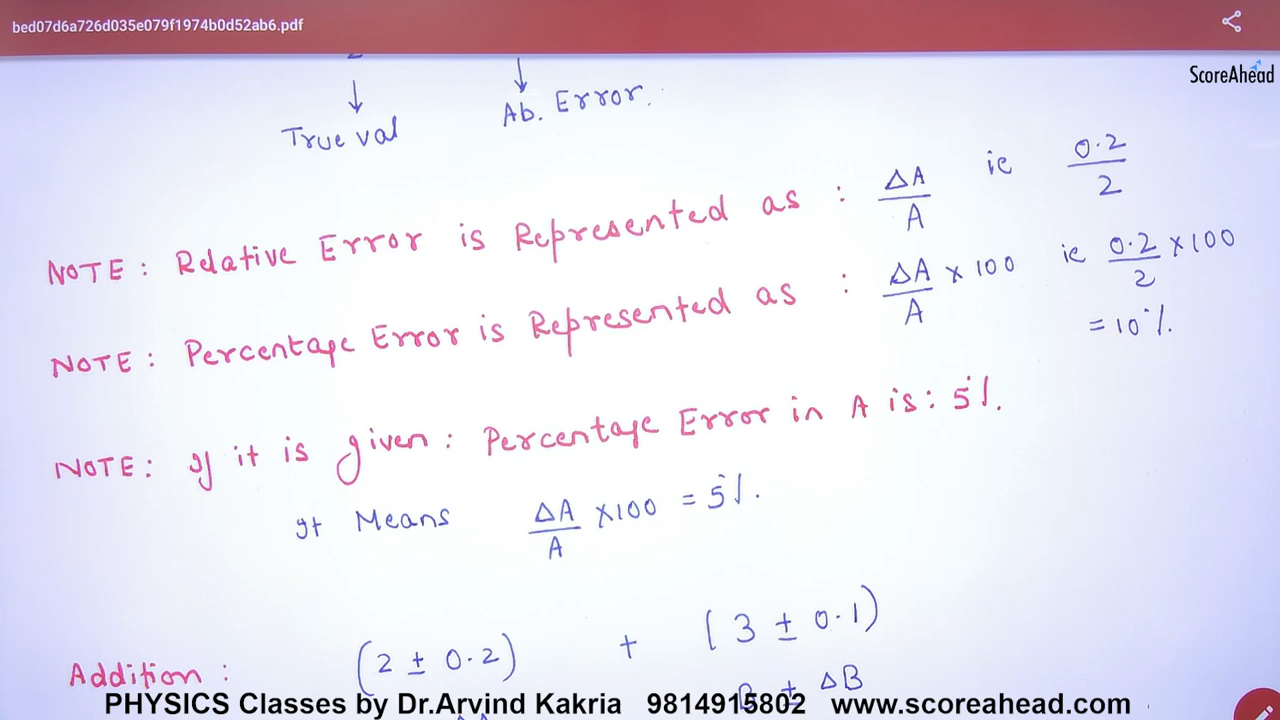 bed07d6a726d035e079f1974b0d52ab6.pdf
ScoreAhead
True val
Ab. Error.
NOTE: Relative Error is Represented as : ΔA/A ie 0.2/2
NOTE: Percentage Error is Represented as : ΔA/A × 100 ie 0.2/2 × 100
= 10%.
NOTE: If it is given: Percentage Error in A is: 5%.
It Means ΔA/A × 100 = 5%.
Addition: (2 ± 0.2) + (3 ± 0.1)
B ± ΔB
PHYSICS Classes by Dr.Arvind Kakria 9814915802 www.scoreahead.com